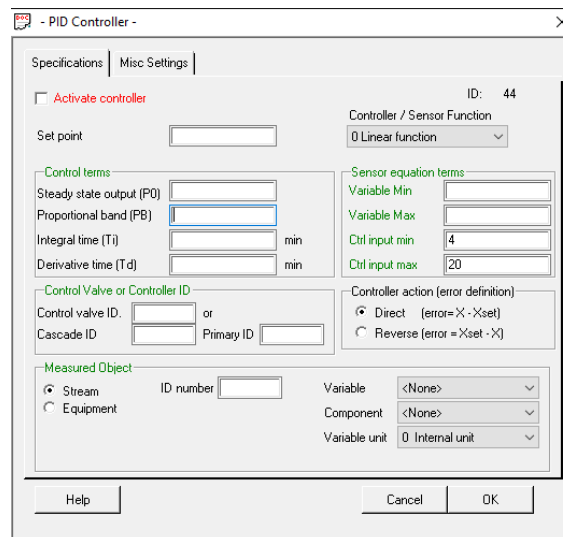 - PID Controller -
Specifications Misc Settings
Activate controller
ID: 44
Controller / Sensor Function
Set point
0 Linear function
Control terms
Steady state output (P0)
Proportional band (PB)
Integral time (Ti) min
Derivative time (Td) min
Sensor equation terms
Variable Min
Variable Max
Ctrl input min 4
Ctrl input max 20
Control Valve or Controller ID
Control valve ID. or
Cascade ID Primary ID
Controller action (error definition)
Direct (error= X - Xset)
Reverse (error = Xset - X)
Measured Object
Stream
Equipment
ID number
Variable <None>
Component <None>
Variable unit 0 Internal unit
Help Cancel OK